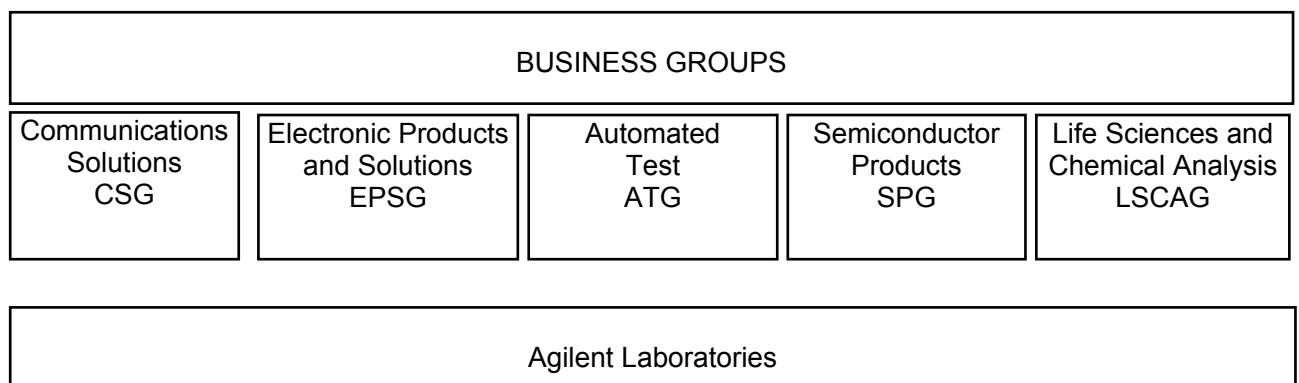 BUSINESS GROUPS
Communications
Solutions
CSG
Electronic Products
and Solutions
EPSG
Automated
Test
ATG
Semiconductor
Products
SPG
Life Sciences and
Chemical Analysis
LSCAG
Agilent Laboratories